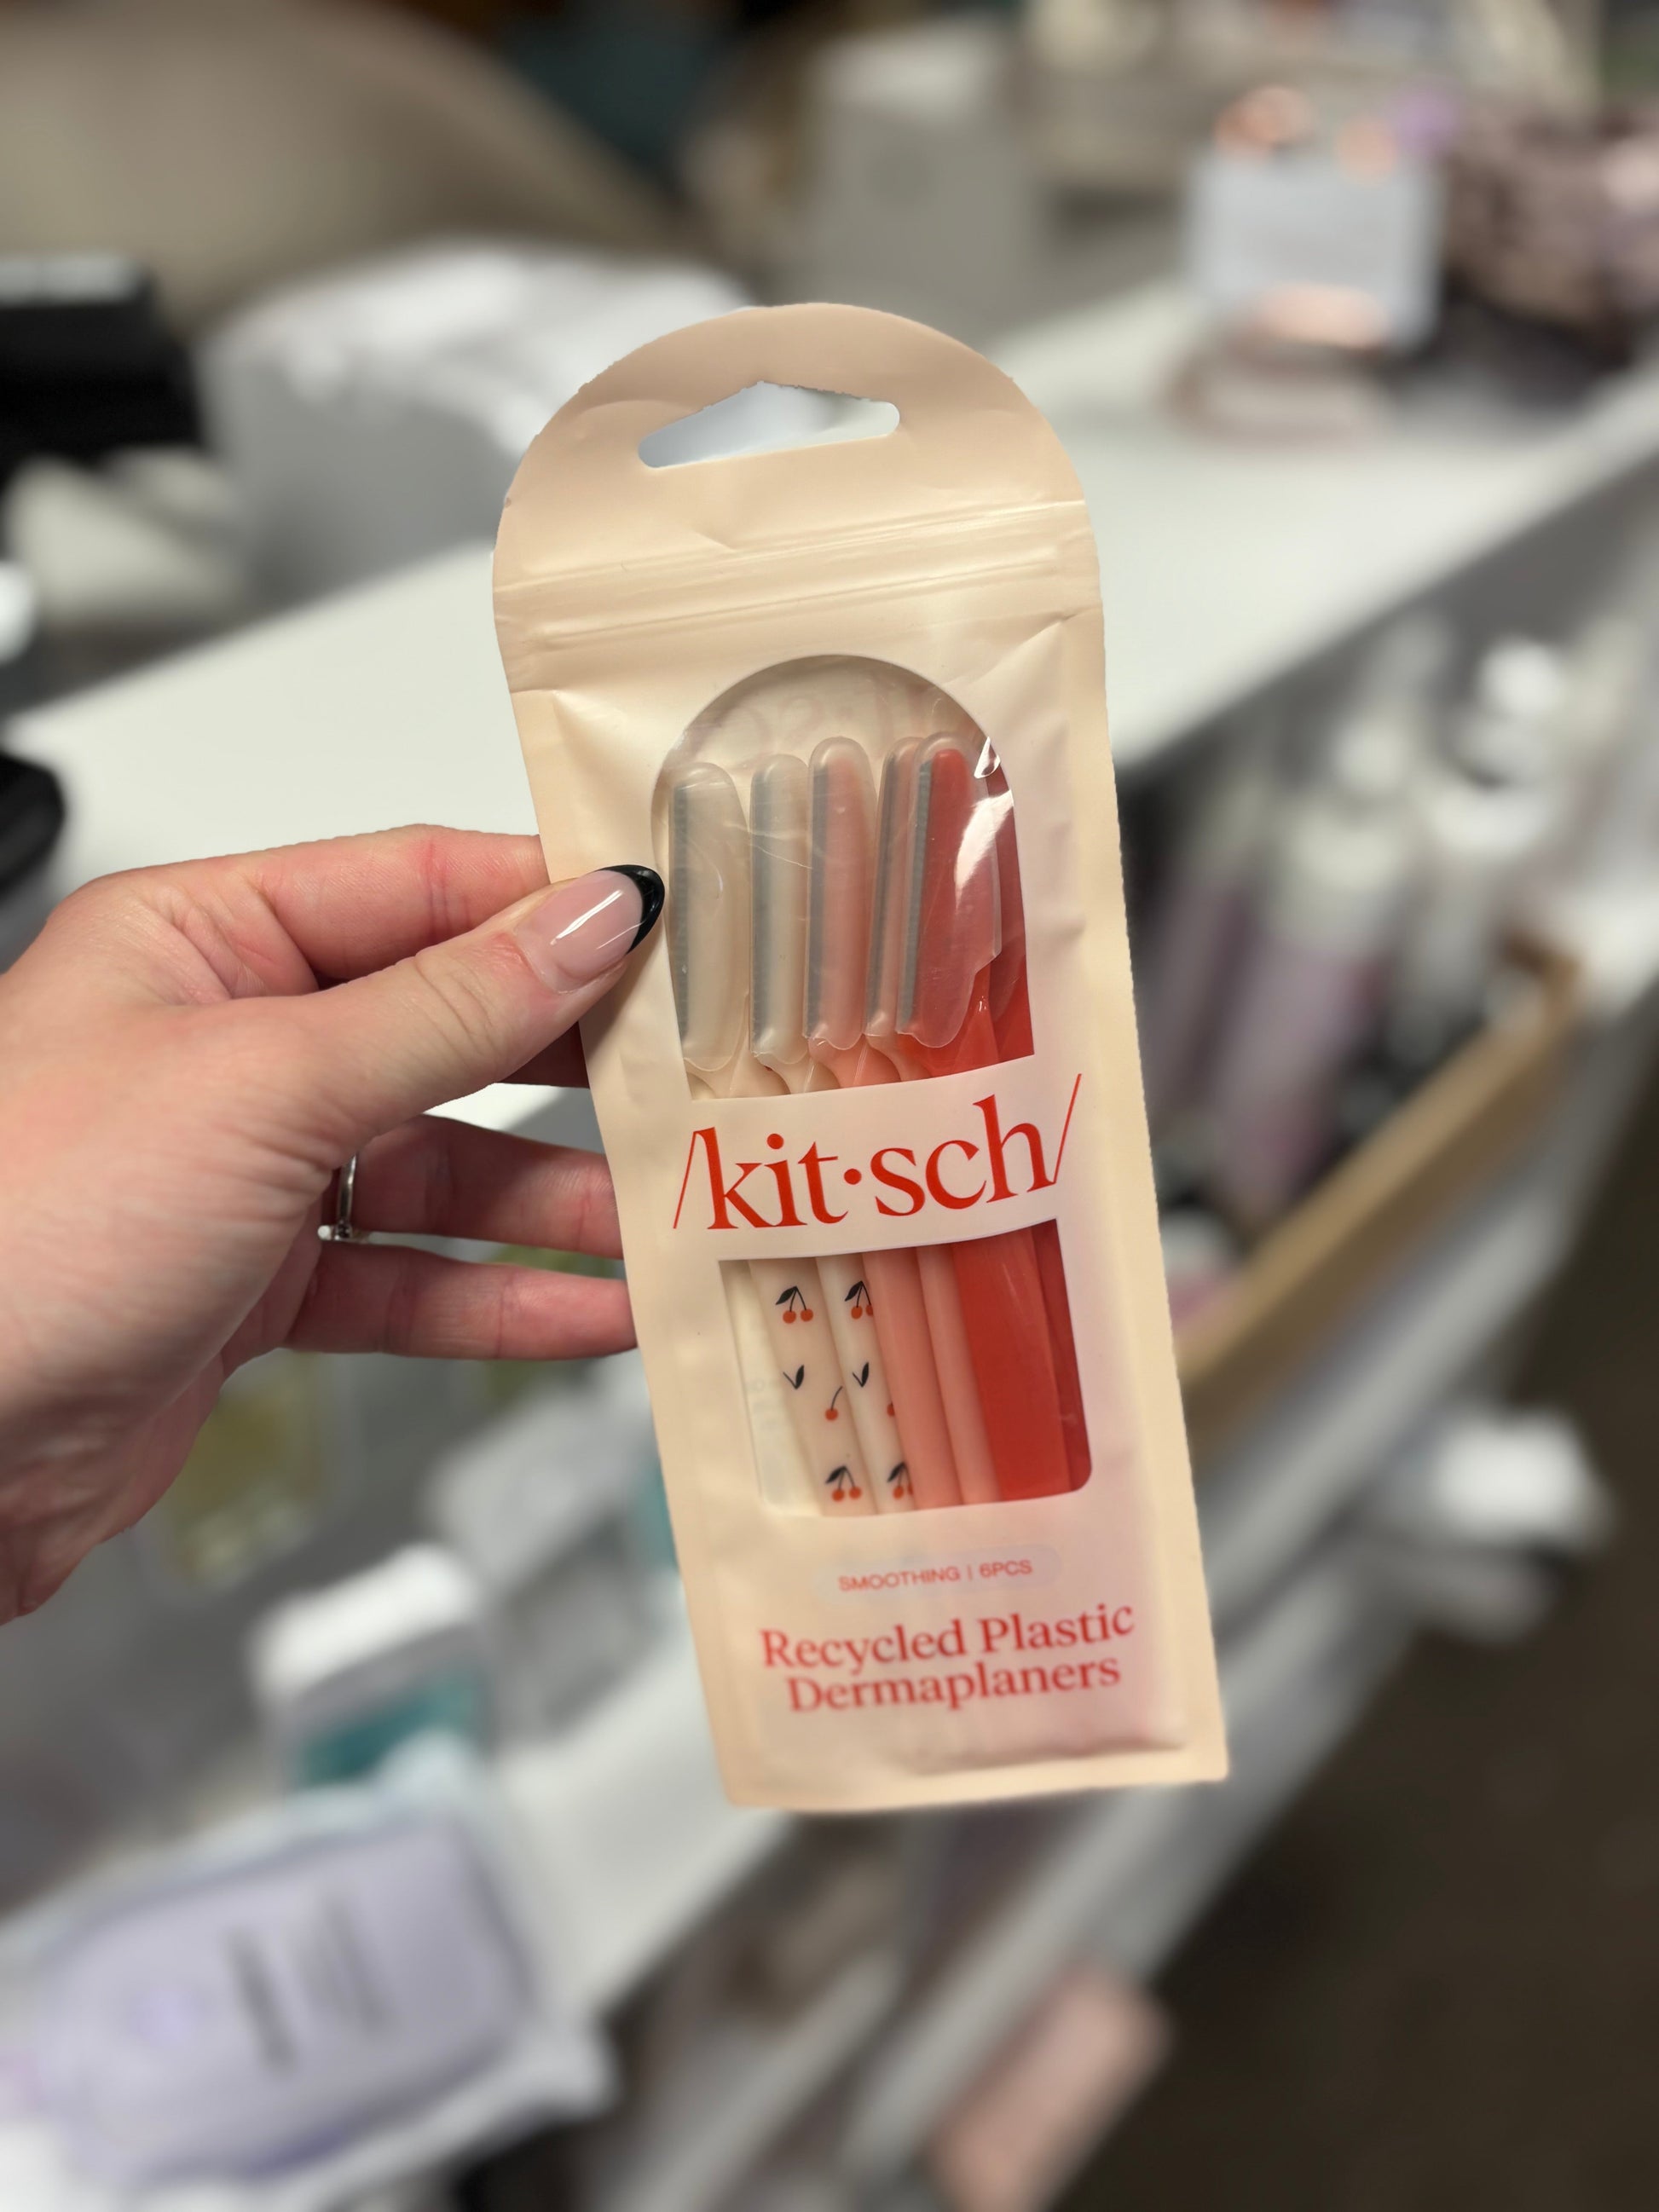 /kit·sch/
SMOOTHING | 6PCS
Recycled Plastic
Dermaplaners